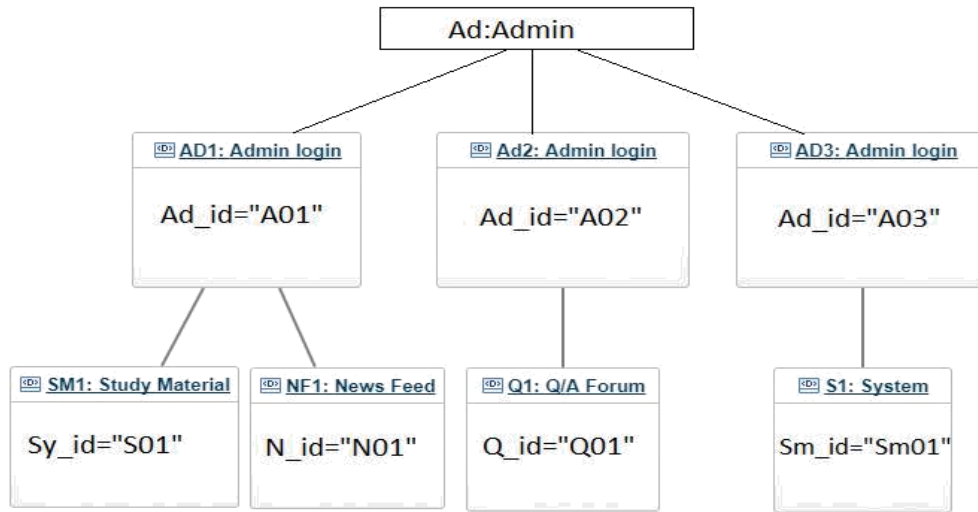 Ad:Admin
AD1: Admin login
Ad_id="A01"
Ad2: Admin login
Ad_id="A02"
AD3: Admin login
Ad_id="A03"
SM1: Study Material
Sy_id="S01"
NF1: News Feed
N_id="N01"
Q1: Q/A Forum
Q_id="Q01"
S1: System
Sm_id="Sm01"